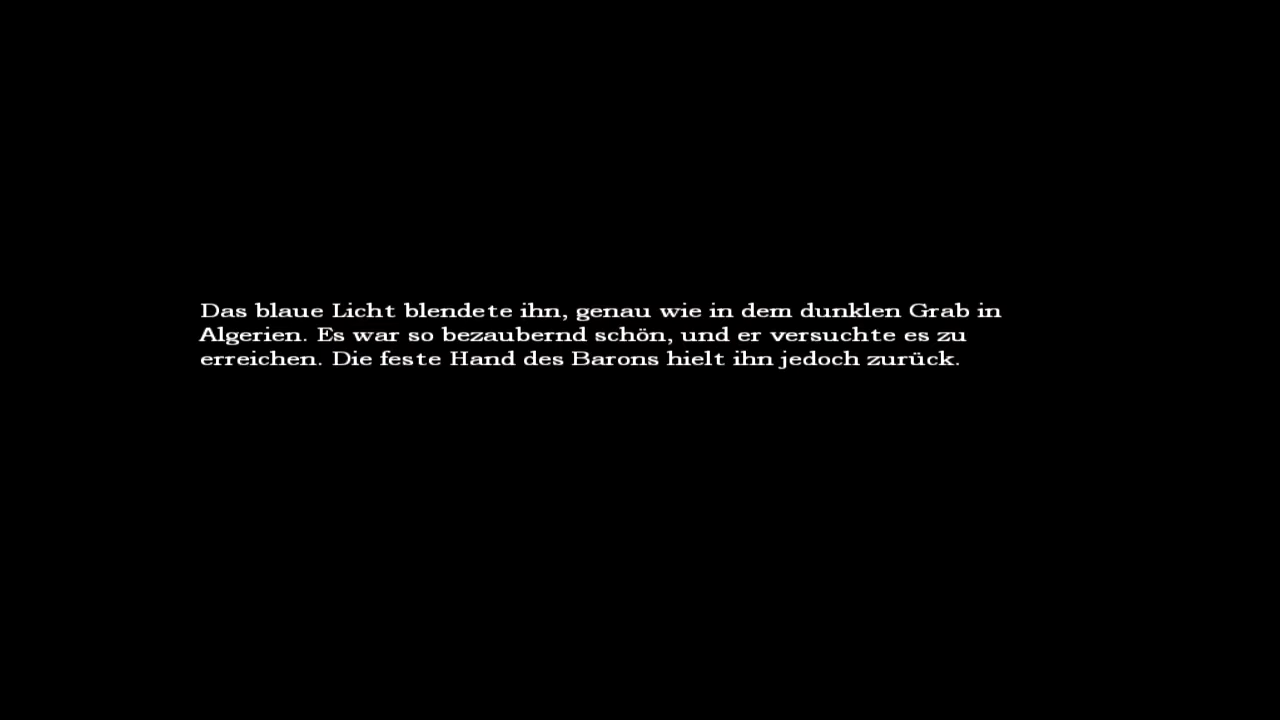 Das blaue Licht blendete ihn, genau wie in dem dunklen Grab in
Algerien. Es war so bezaubernd schön, und er versuchte es zu
erreichen. Die feste Hand des Barons hielt ihn jedoch zurück.